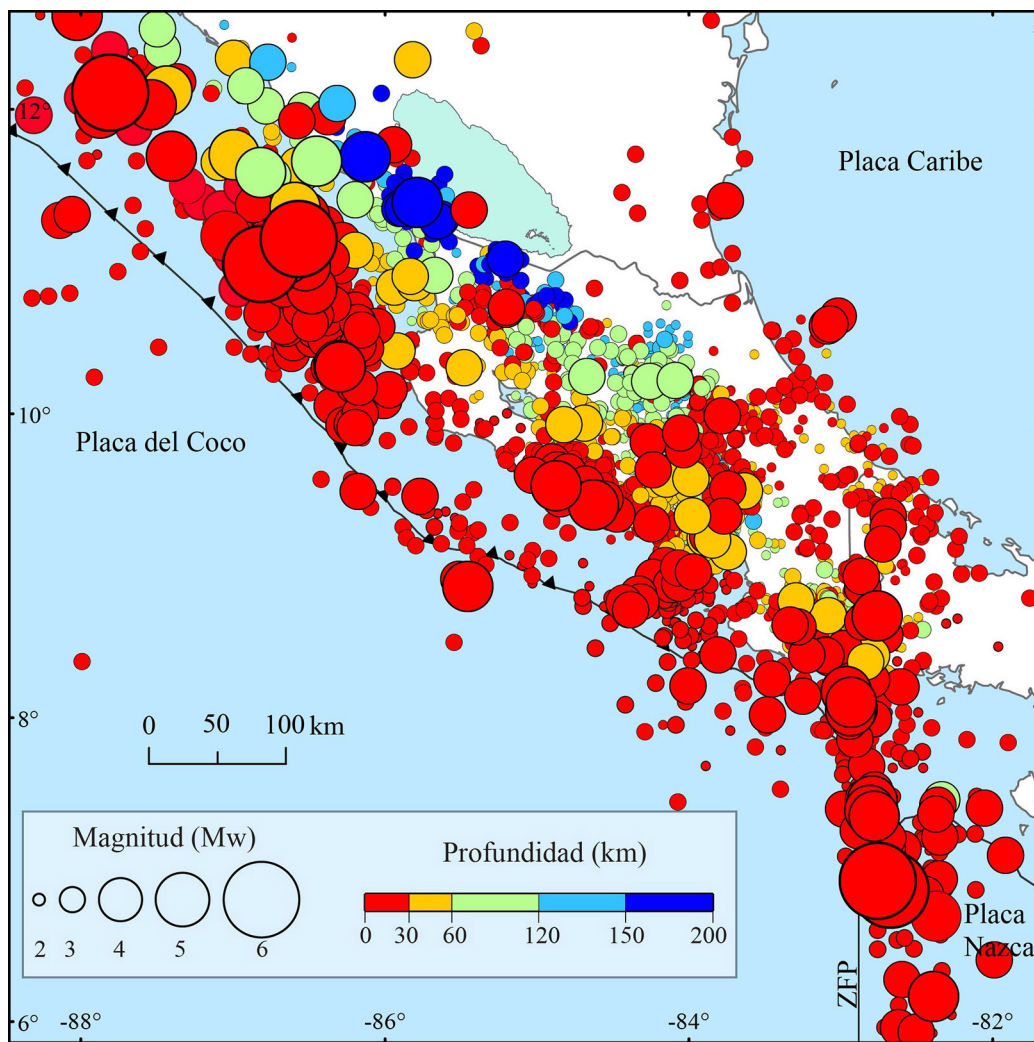 12°
Placa Caribe
10°
Placa del Coco
8°
0 50 100 km
Magnitud (Mw)
2 3 4 5 6
Profundidad (km)
0 30 60 120 150 200
Placa
Nazca
ZFP
6° -88° -86° -84° -82°